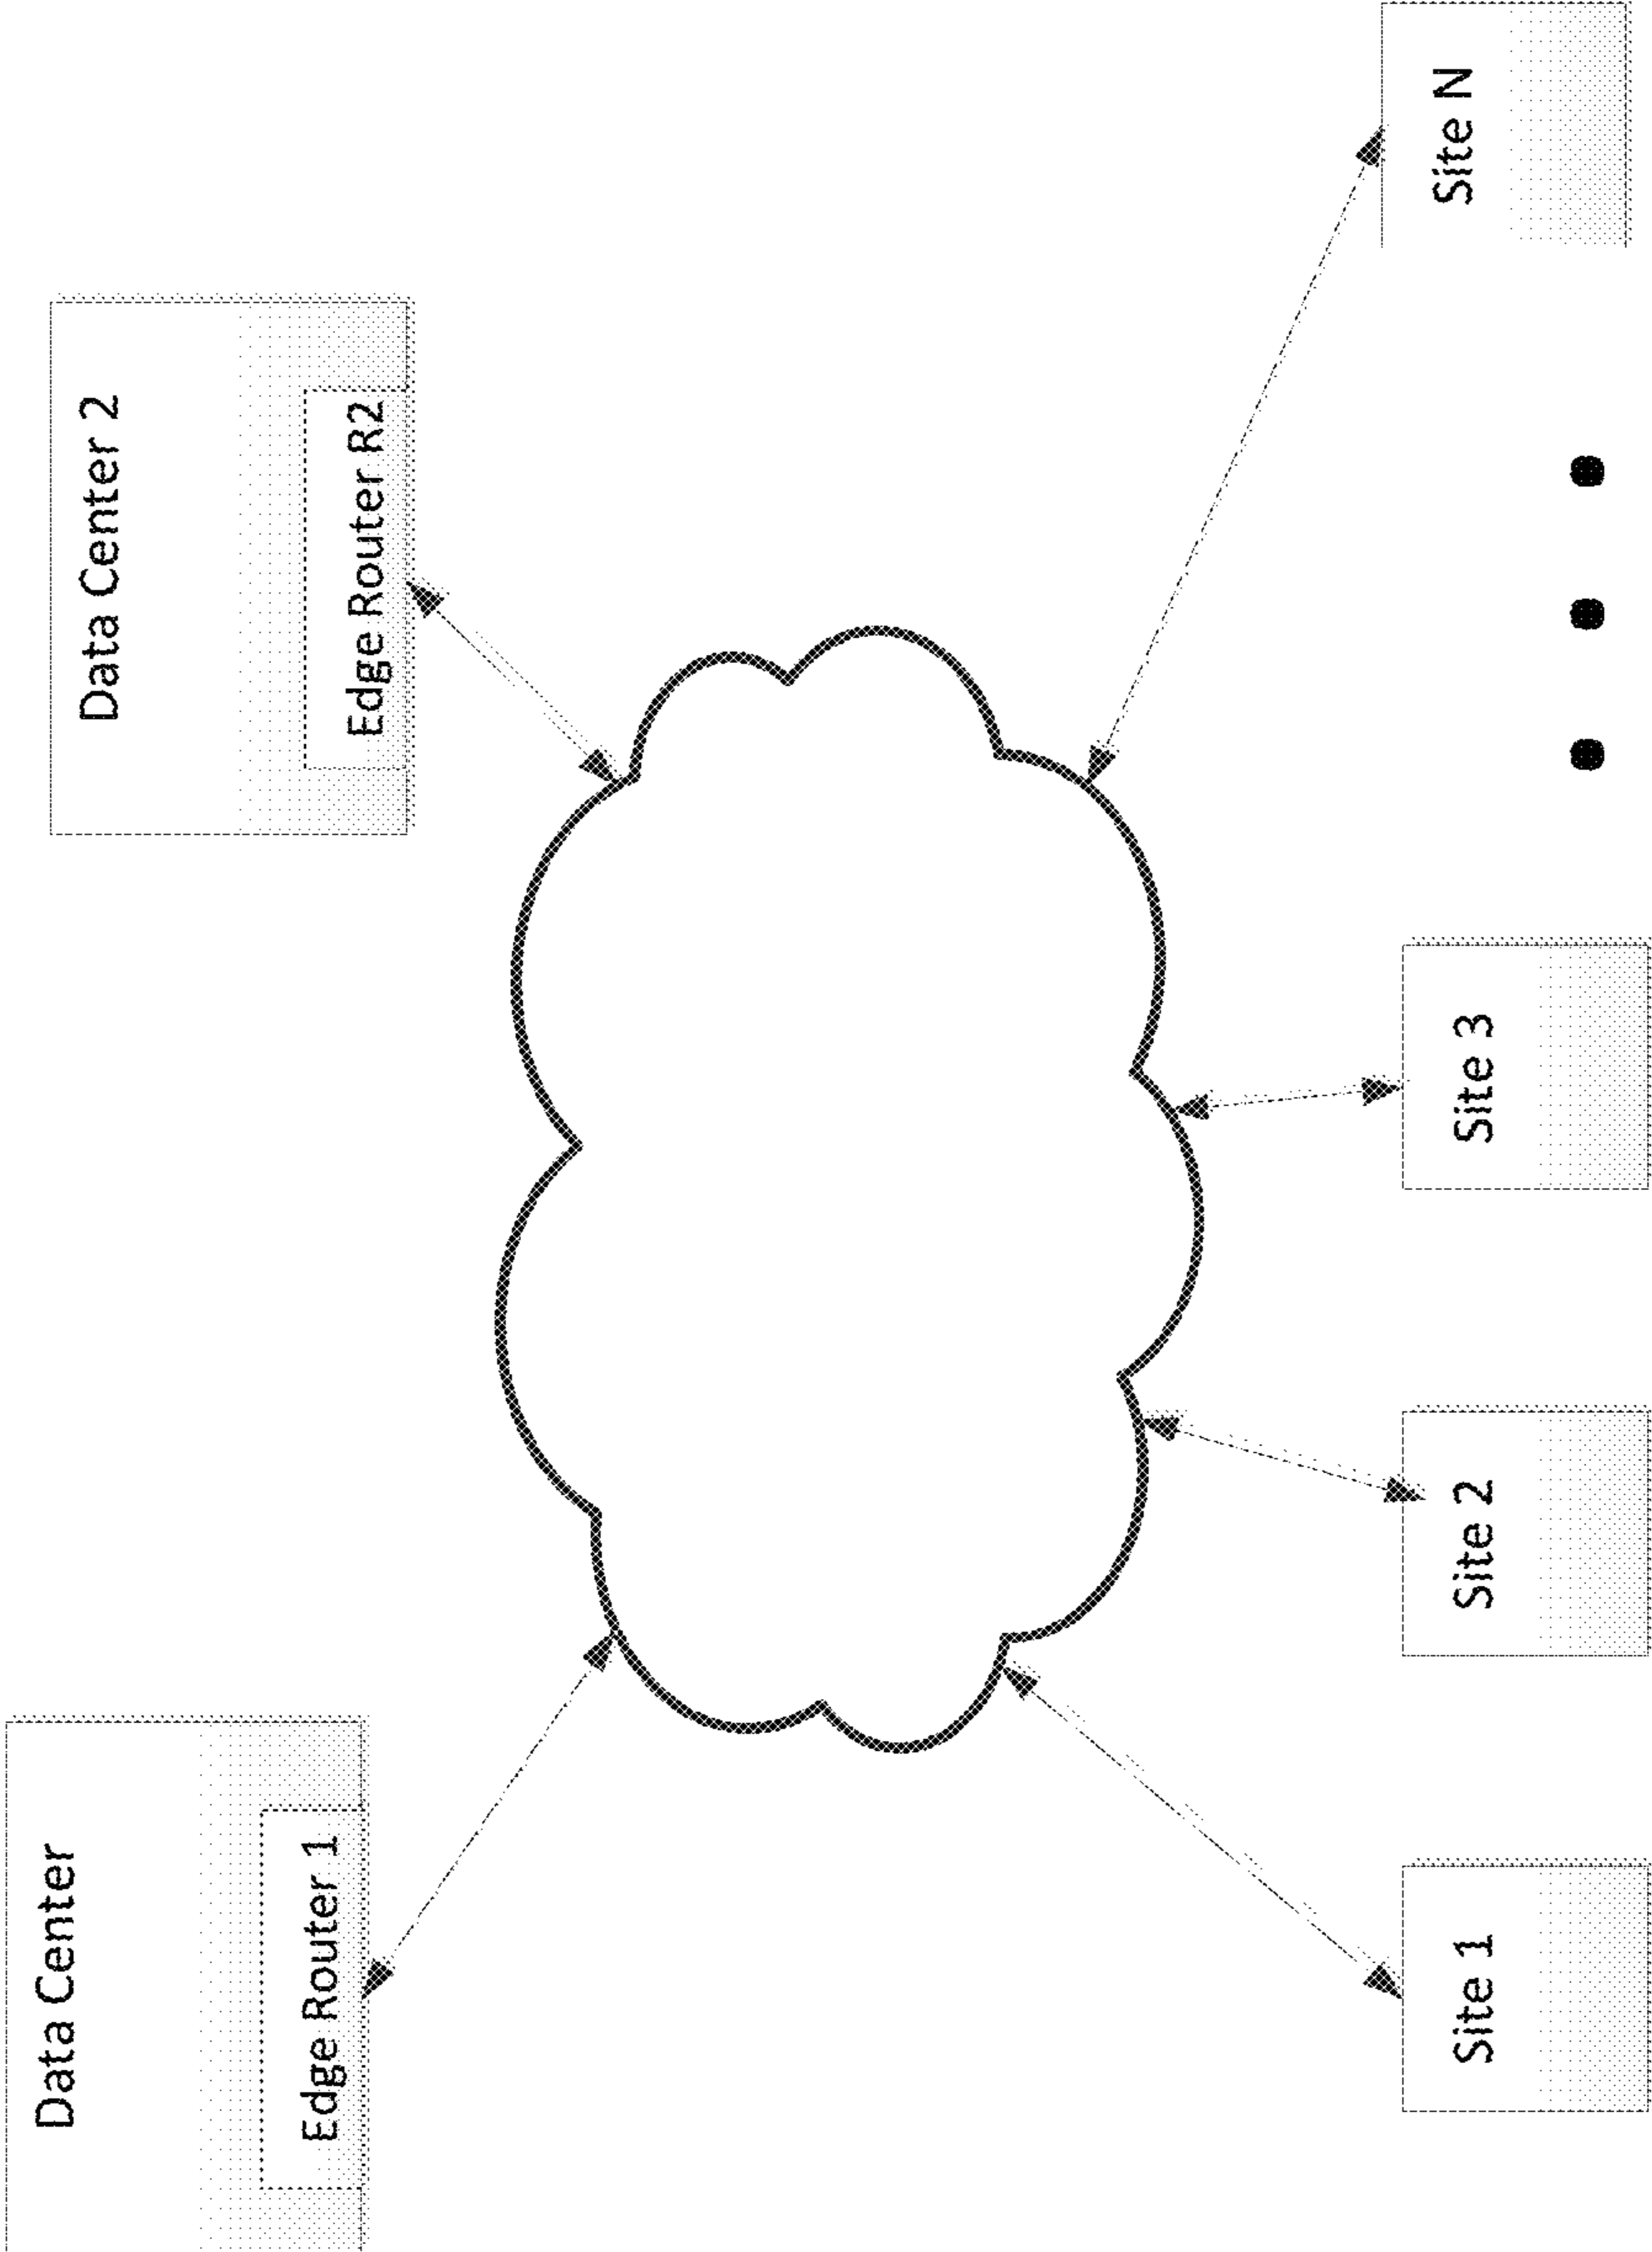 Data Center
Edge Router 1
Data Center 2
Edge Router R2
Site 1
Site 2
Site 3
Site N